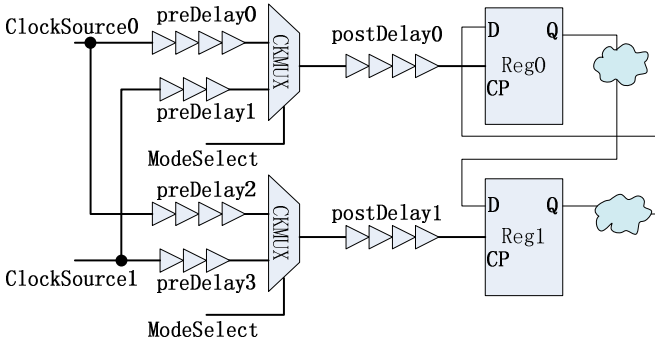 ClockSource0
preDelay0
CKMUX
postDelay0
D
Q
Reg0
CP
preDelay1
ModeSelect
preDelay2
CKMUX
postDelay1
D
Q
Reg1
CP
ClockSource1
preDelay3
ModeSelect